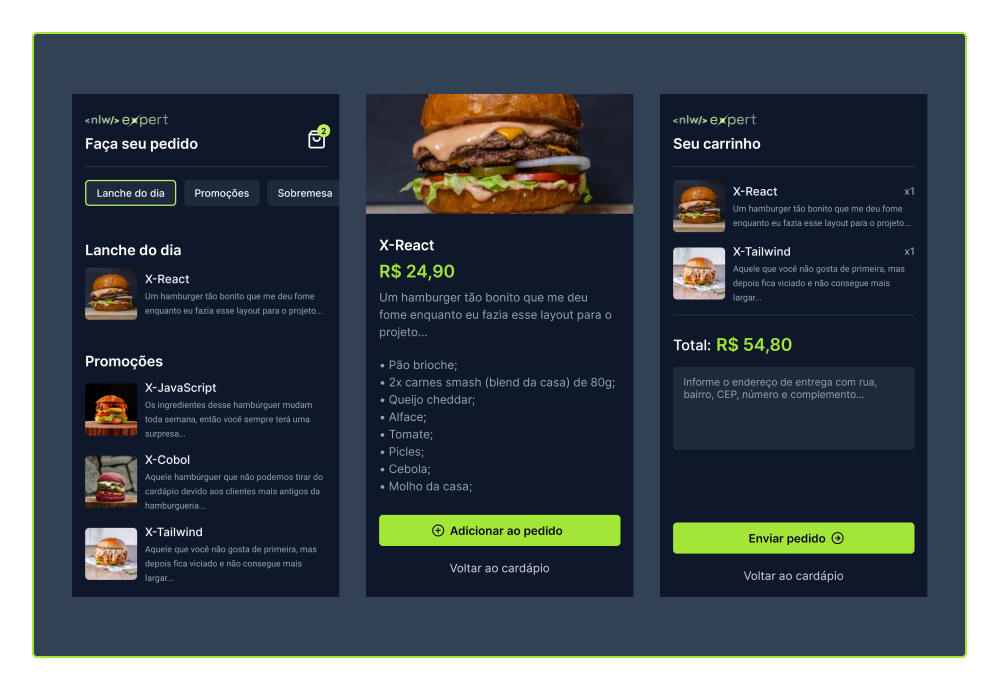 <nlw/> expert
Faça seu pedido
2
Lanche do dia
Promoções
Sobremesa
Lanche do dia
X-React
Um hamburger tão bonito que me deu fome
enquanto eu fazia esse layout para o projeto...
Promoções
X-JavaScript
Os ingredientes desse hambúrguer mudam
toda semana, então você sempre terá uma
surpresa...
X-Cobol
Aquele hambúrguer que não podemos tirar do
cardápio devido aos clientes mais antigos da
hamburgueria...
X-Tailwind
Aquele que você não gosta de primeira, mas
depois fica viciado e não consegue mais
largar...
X-React
R$ 24,90
Um hamburger tão bonito que me deu
fome enquanto eu fazia esse layout para o
projeto...
• Pão brioche;
• 2x carnes smash (blend da casa) de 80g;
• Queijo cheddar;
• Alface;
• Tomate;
• Picles;
• Cebola;
• Molho da casa;
Adicionar ao pedido
Voltar ao cardápio
<nlw/> expert
Seu carrinho
X-React
x1
Um hamburger tão bonito que me deu fome
enquanto eu fazia esse layout para o projeto...
X-Tailwind
x1
Aquele que você não gosta de primeira, mas
depois fica viciado e não consegue mais
largar...
Total: R$ 54,80
Informe o endereço de entrega com rua,
bairro, CEP, número e complemento...
Enviar pedido
Voltar ao cardápio